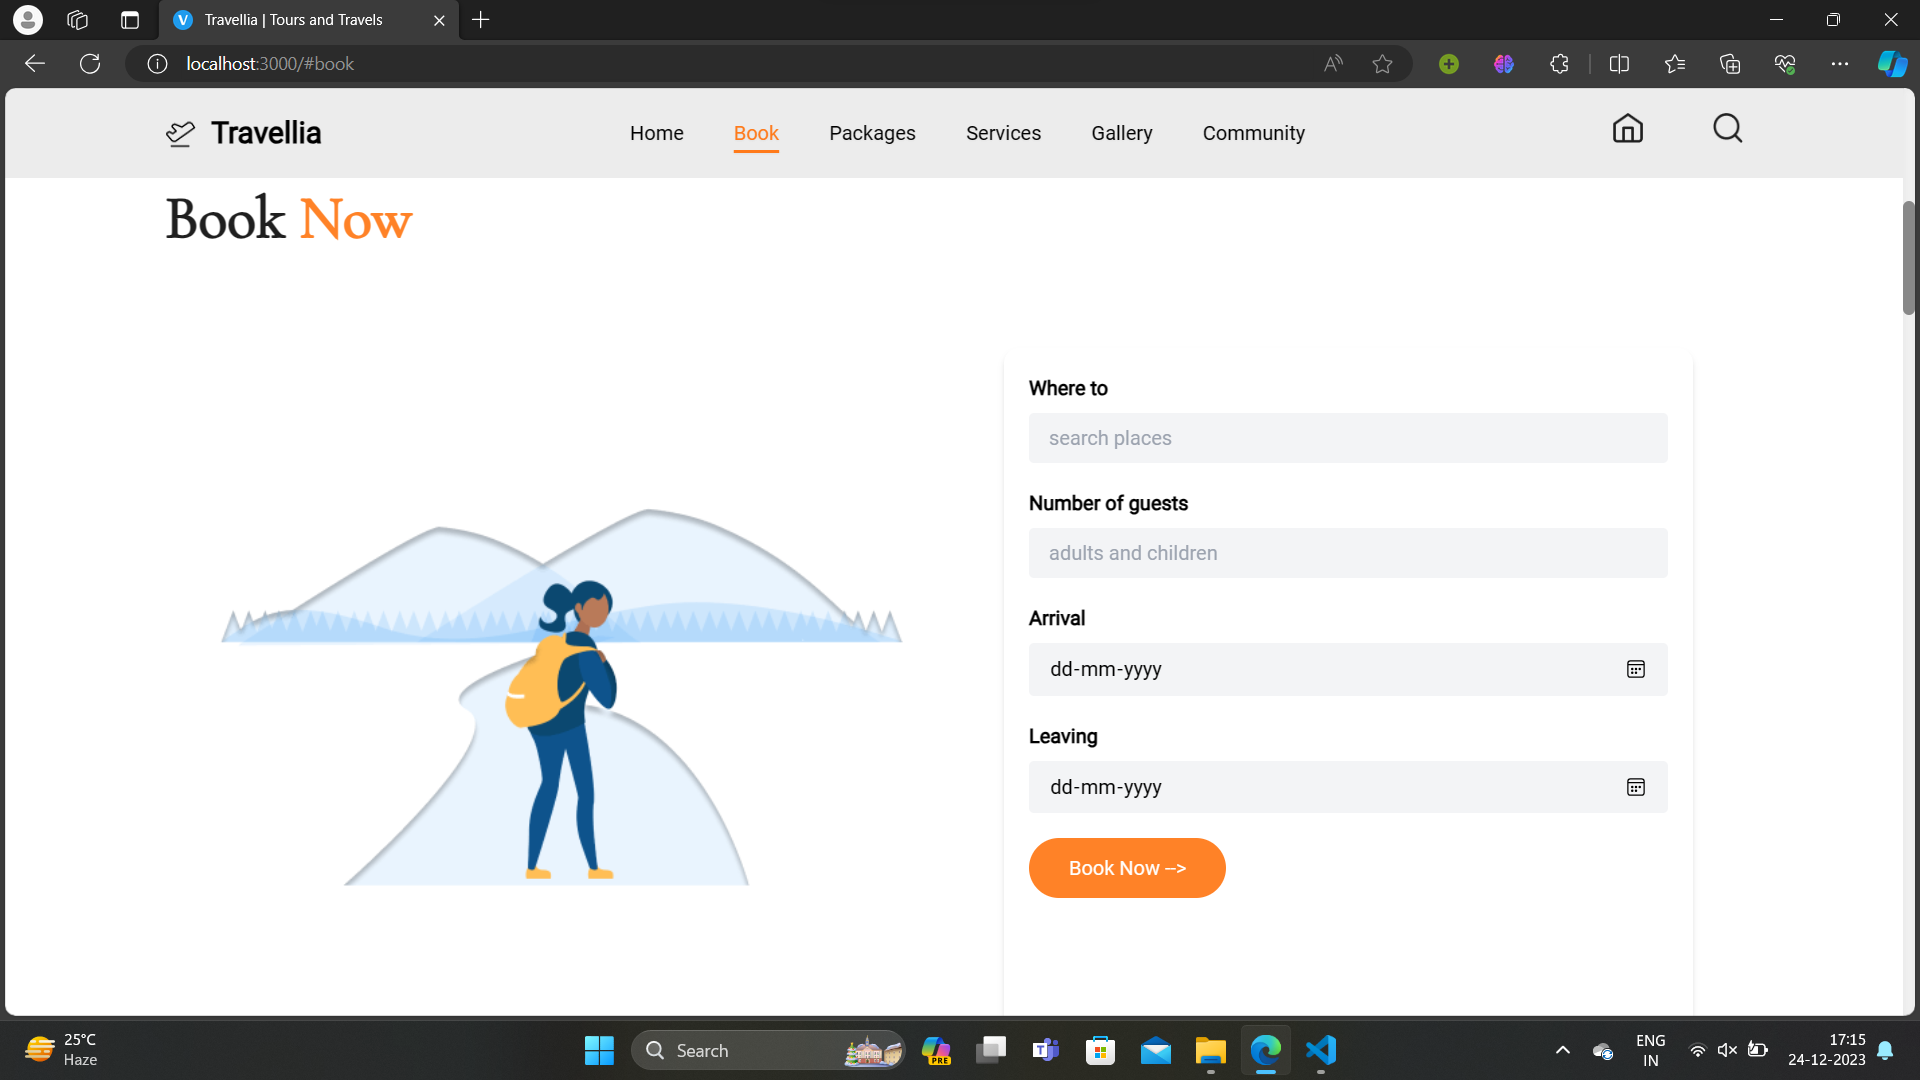 Travellia | Tours and Travels
localhost:3000/#book
Travellia
Home Book Packages Services Gallery Community
Book Now
Where to
search places
Number of guests
adults and children
Arrival
dd-mm-yyyy
Leaving
dd-mm-yyyy
Book Now -->
25°C
Haze
Search
PRE
ENG
IN
17:15
24-12-2023